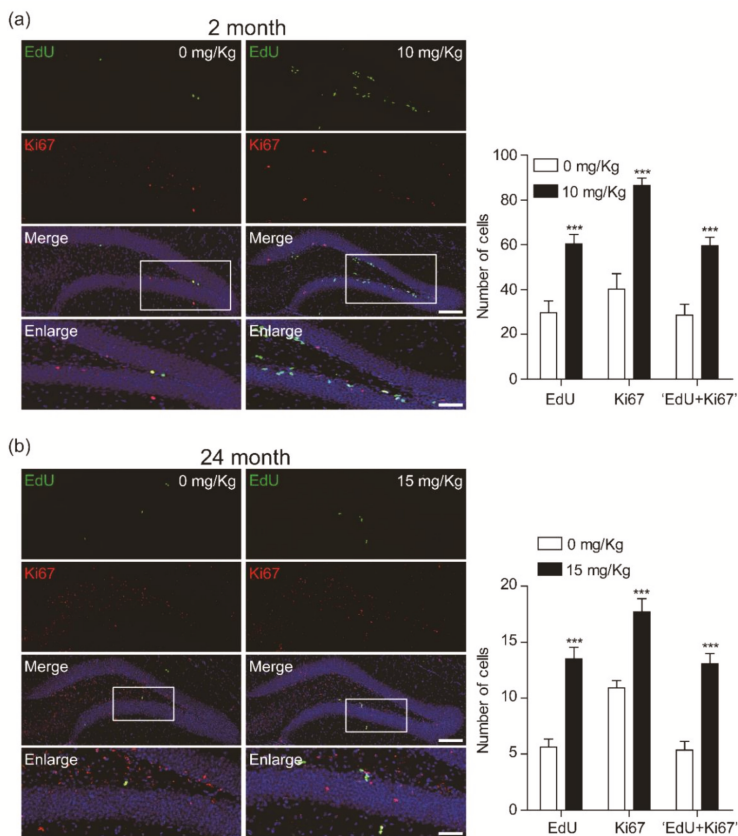 (a)
2 month
EdU 0 mg/Kg
EdU 10 mg/Kg
Ki67
Ki67
Merge
Merge
Enlarge
Enlarge
0 mg/Kg
10 mg/Kg
Number of cells
100
80
60
40
20
0
***
***
***
EdU
Ki67
'EdU+Ki67'
(b)
24 month
EdU 0 mg/Kg
EdU 15 mg/Kg
Ki67
Ki67
Merge
Merge
Enlarge
Enlarge
0 mg/Kg
15 mg/Kg
Number of cells
20
15
10
5
0
***
***
***
EdU
Ki67
'EdU+Ki67'